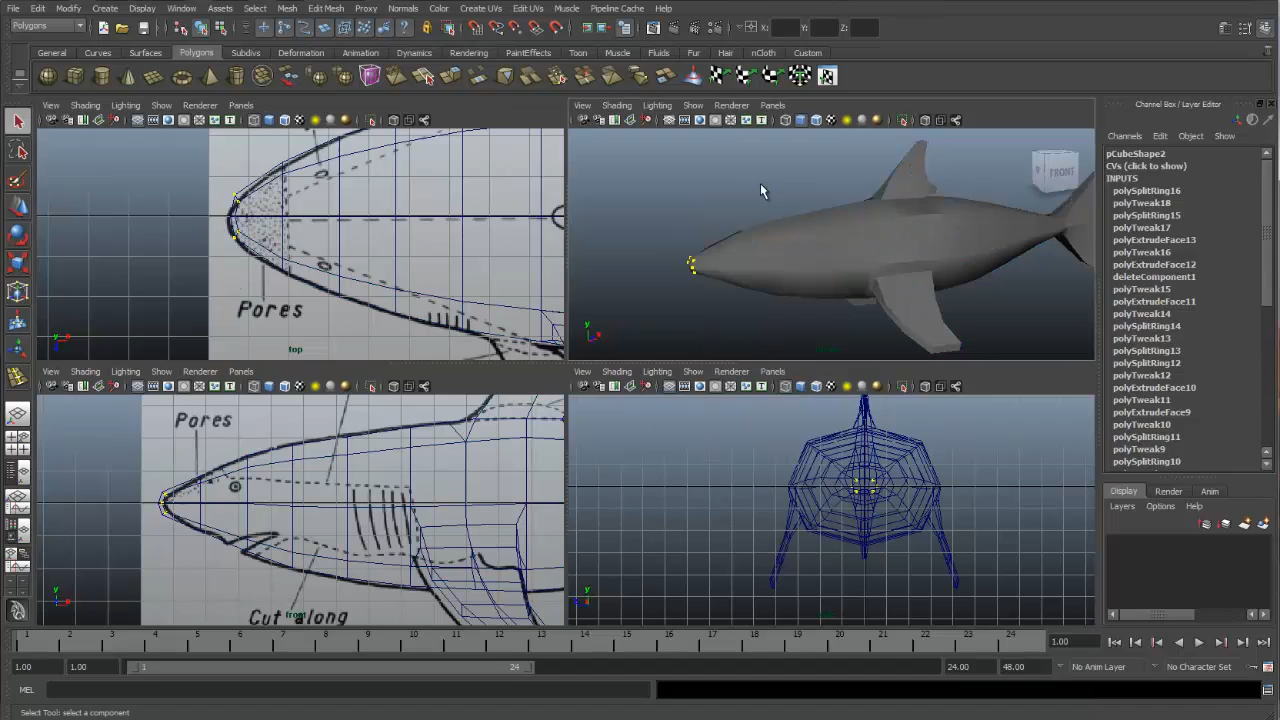 File Edit Modify Create Display Window Assets Select Mesh Edit Mesh Proxy Normals Color Create UVs Edit UVs Muscle Pipeline Cache Help
Polygons X: Y: Z:
General Curves Surfaces Polygons Subdivs Deformation Animation Dynamics Rendering PaintEffects Toon Muscle Fluids Fur Hair nCloth Custom
View Shading Lighting Show Renderer Panels
View Shading Lighting Show Renderer Panels
Channel Box / Layer Editor
Channels Edit Object Show
pCubeShape2
CVs (click to show)
INPUTS
polySplitRing16
polyTweak18
polySplitRing15
polyTweak17
polyExtrudeFace13
polyTweak16
polyExtrudeFace12
deleteComponent1
polyTweak15
polyExtrudeFace11
polyTweak14
polySplitRing14
polyTweak13
polySplitRing13
polySplitRing12
polyTweak12
polyExtrudeFace10
polyTweak11
polyExtrudeFace9
polyTweak10
polySplitRing11
polyTweak9
polySplitRing10
Pores
top
FRONT
y
x
View Shading Lighting Show Renderer Panels
View Shading Lighting Show Renderer Panels
Pores
Cut along
front
y
y
Display Render Anim
Layers Options Help
1 2 3 4 5 6 7 8 9 10 11 12 13 14 15 16 17 18 19 20 21 22 23 24
1.00
1.00 1.00 1 24 24.00 48.00 No Anim Layer No Character Set
MEL
Select Tool: select a component